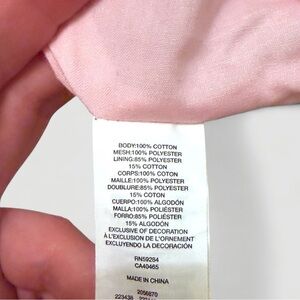 BODY:100% COTTON
MESH:100% POLYESTER
LINING:85% POLYESTER
15% COTTON
CORPS:100% COTON
MAILLE:100% POLYESTER
DOUBLURE:85% POLYESTER
15% COTON
CUERPO:100% ALGODÓN
MALLA:100% POLIÉSTER
FORRO:85% POLIÉSTER
15% ALGODÓN
EXCLUSIVE OF DECORATION
À L'EXCLUSION DE L'ORNEMENT
EXCLUYENDO LA DECORACIÓN
RN59284
CA40465
MADE IN CHINA
2056870
223438